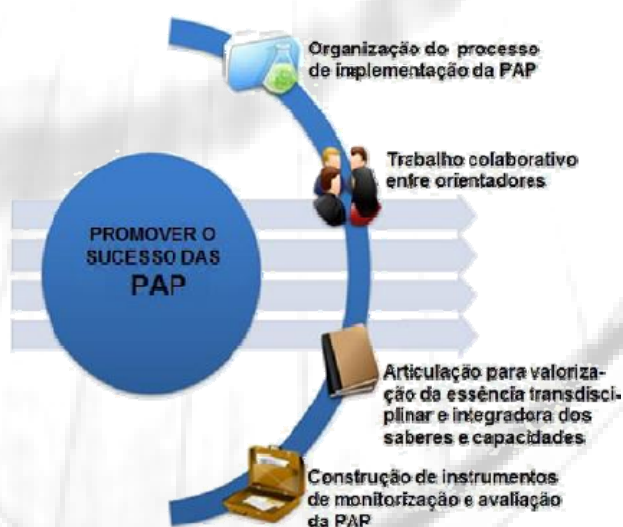 Organização do processo
de implementação da PAP
Trabalho colaborativo
entre orientadores
PROMOVER O
SUCESSO DAS
PAP
Articulação para valoriza-
ção da essência transdisci-
plinar e integradora dos
saberes e capacidades
Construção de instrumentos
de monitorização e avaliação
da PAP